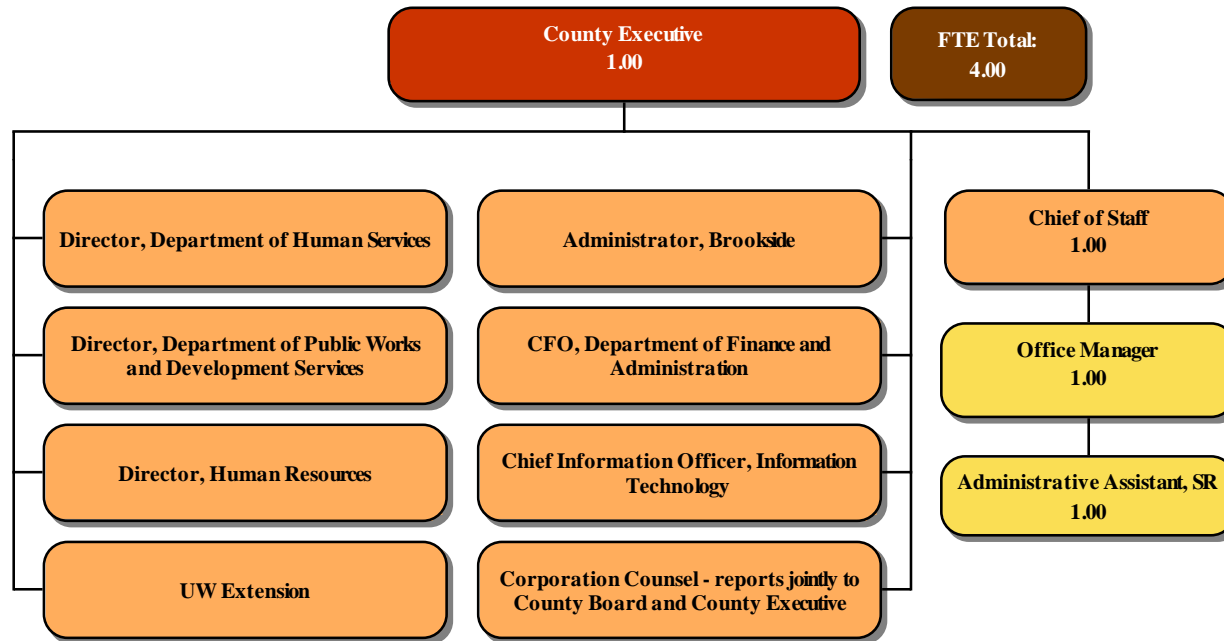 County Executive
1.00
FTE Total:
4.00
Director, Department of Human Services
Administrator, Brookside
Chief of Staff
1.00
Director, Department of Public Works
and Development Services
CFO, Department of Finance and
Administration
Office Manager
1.00
Director, Human Resources
Chief Information Officer, Information
Technology
Administrative Assistant, SR
1.00
UW Extension
Corporation Counsel - reports jointly to
County Board and County Executive